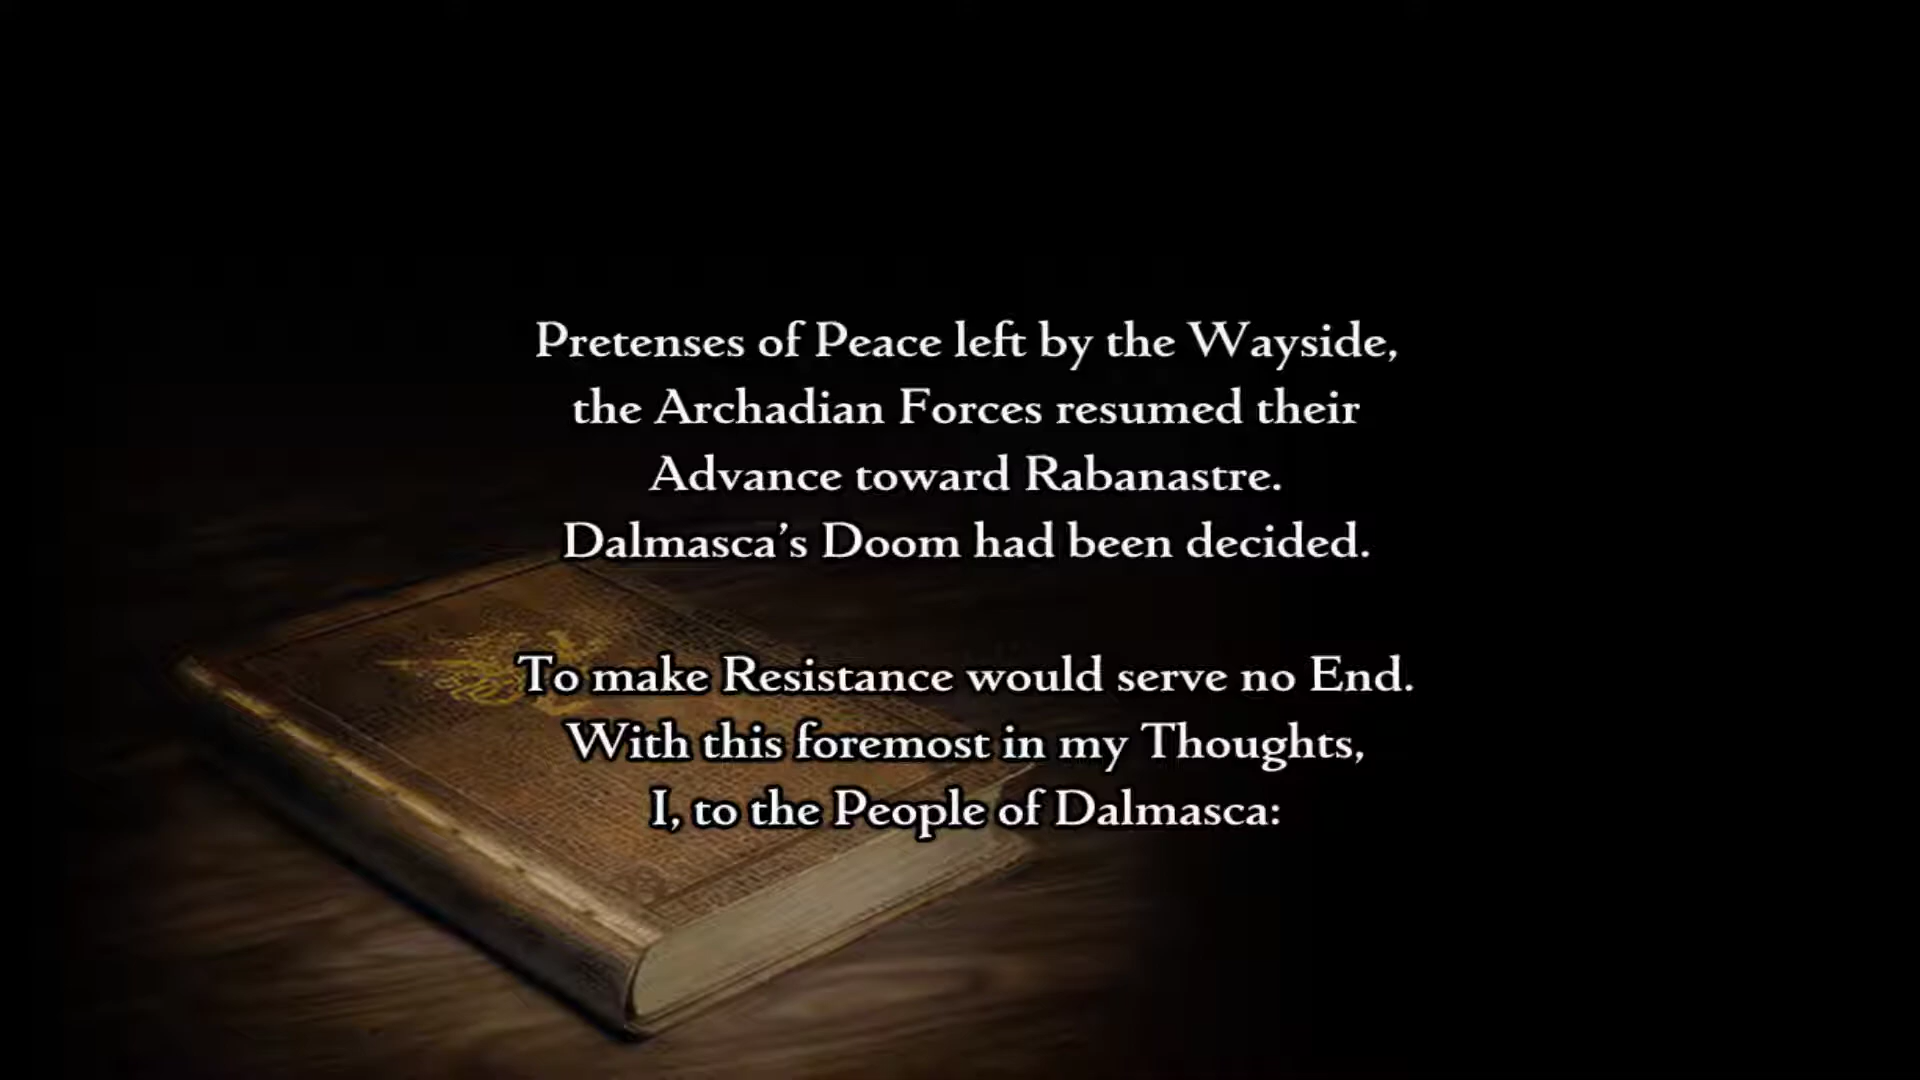 Pretenses of Peace left by the Wayside,
the Archadian Forces resumed their
Advance toward Rabanastre.
Dalmasca’s Doom had been decided.
To make Resistance would serve no End.
With this foremost in my Thoughts,
I, to the People of Dalmasca: